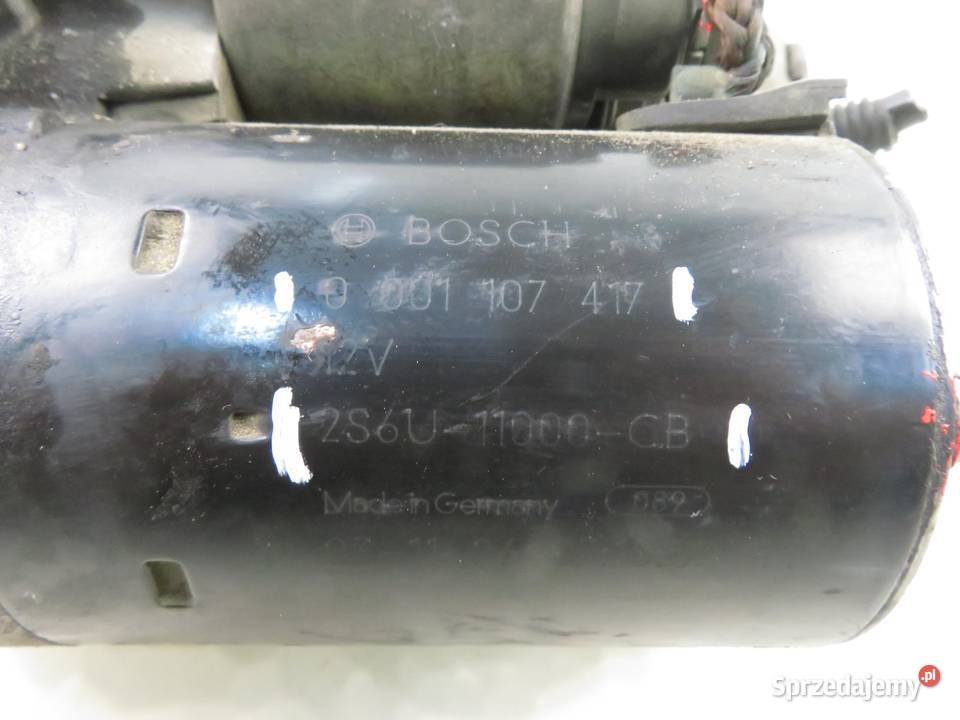 BOSCH
0 001 107 417
12V
2S6U-11000-CB
Made in Germany 089
Sprzedajemy.pl